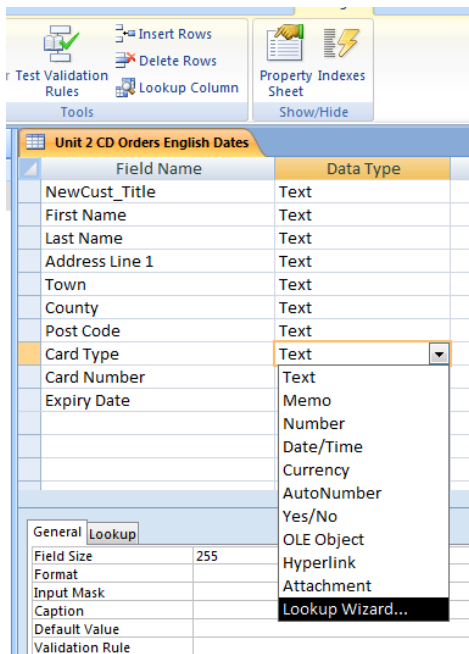 Insert Rows
Delete Rows
Lookup Column
r Test Validation
Rules
Property Indexes
Sheet
Tools
Show/Hide
Unit 2 CD Orders English Dates
Field Name Data Type
NewCust_Title Text
First Name Text
Last Name Text
Address Line 1 Text
Town Text
County Text
Post Code Text
Card Type Text
Card Number Text
Expiry Date Memo
Number
Date/Time
Currency
AutoNumber
Yes/No
OLE Object
Hyperlink
Attachment
Lookup Wizard...
General Lookup
Field Size 255
Format
Input Mask
Caption
Default Value
Validation Rule